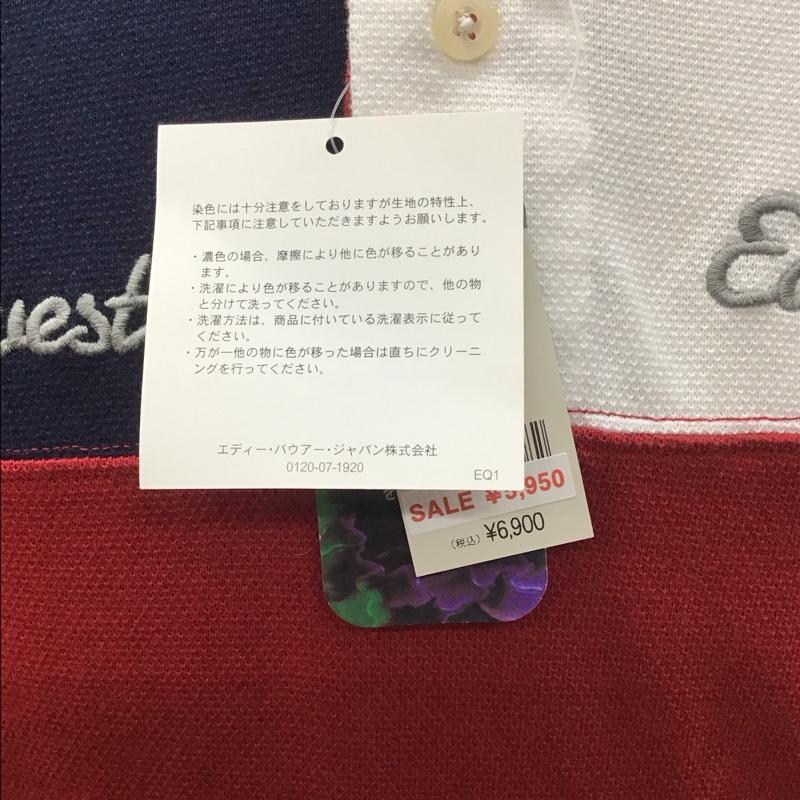 染色には十分注意をしておりますが生地の特性上、
下記事項に注意していただきますようお願いします。
・濃色の場合、摩擦により他に色が移ることがあり
ます。
・洗濯により色が移ることがありますので、他の物
と分けて洗ってください。
・洗濯方法は、商品に付いている洗濯表示に従って
ください。
・万が一他の物に色が移った場合は直ちにクリーニ
ングを行ってください。
エディー・バウアー・ジャパン株式会社
0120-07-1920
EQ1
SALE ¥5,950
(税込) ¥6,900
uest
Ea